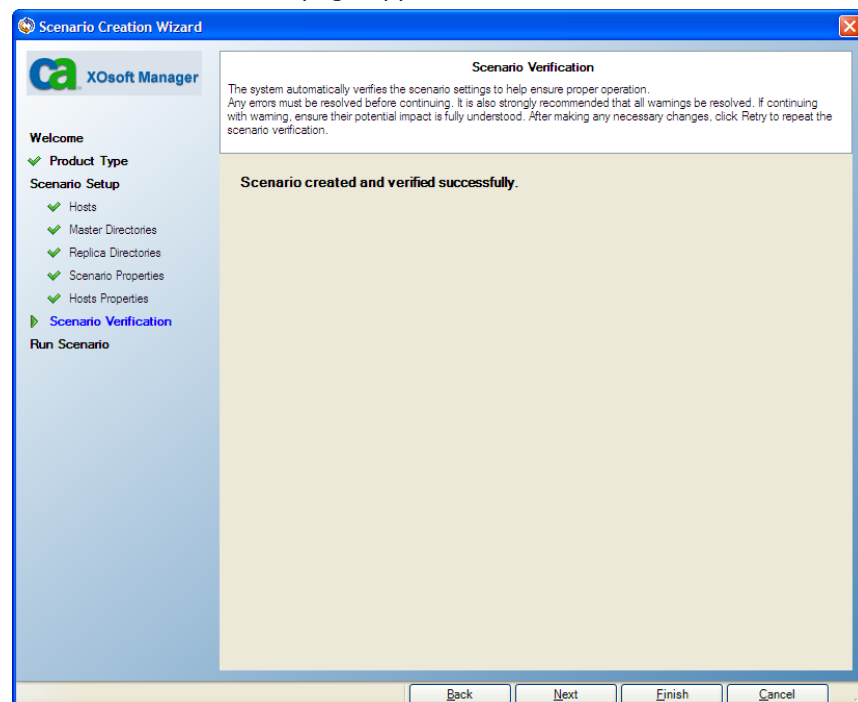 Scenario Creation Wizard
ca XOsoft Manager
Welcome
Product Type
Scenario Setup
Hosts
Master Directories
Replica Directories
Scenario Properties
Hosts Properties
Scenario Verification
Run Scenario
Scenario Verification
The system automatically verifies the scenario settings to help ensure proper operation.
Any errors must be resolved before continuing. It is also strongly recommended that all warnings be resolved. If continuing
with warning, ensure their potential impact is fully understood. After making any necessary changes, click Retry to repeat the
scenario verification.
Scenario created and verified successfully.
Back Next Finish Cancel